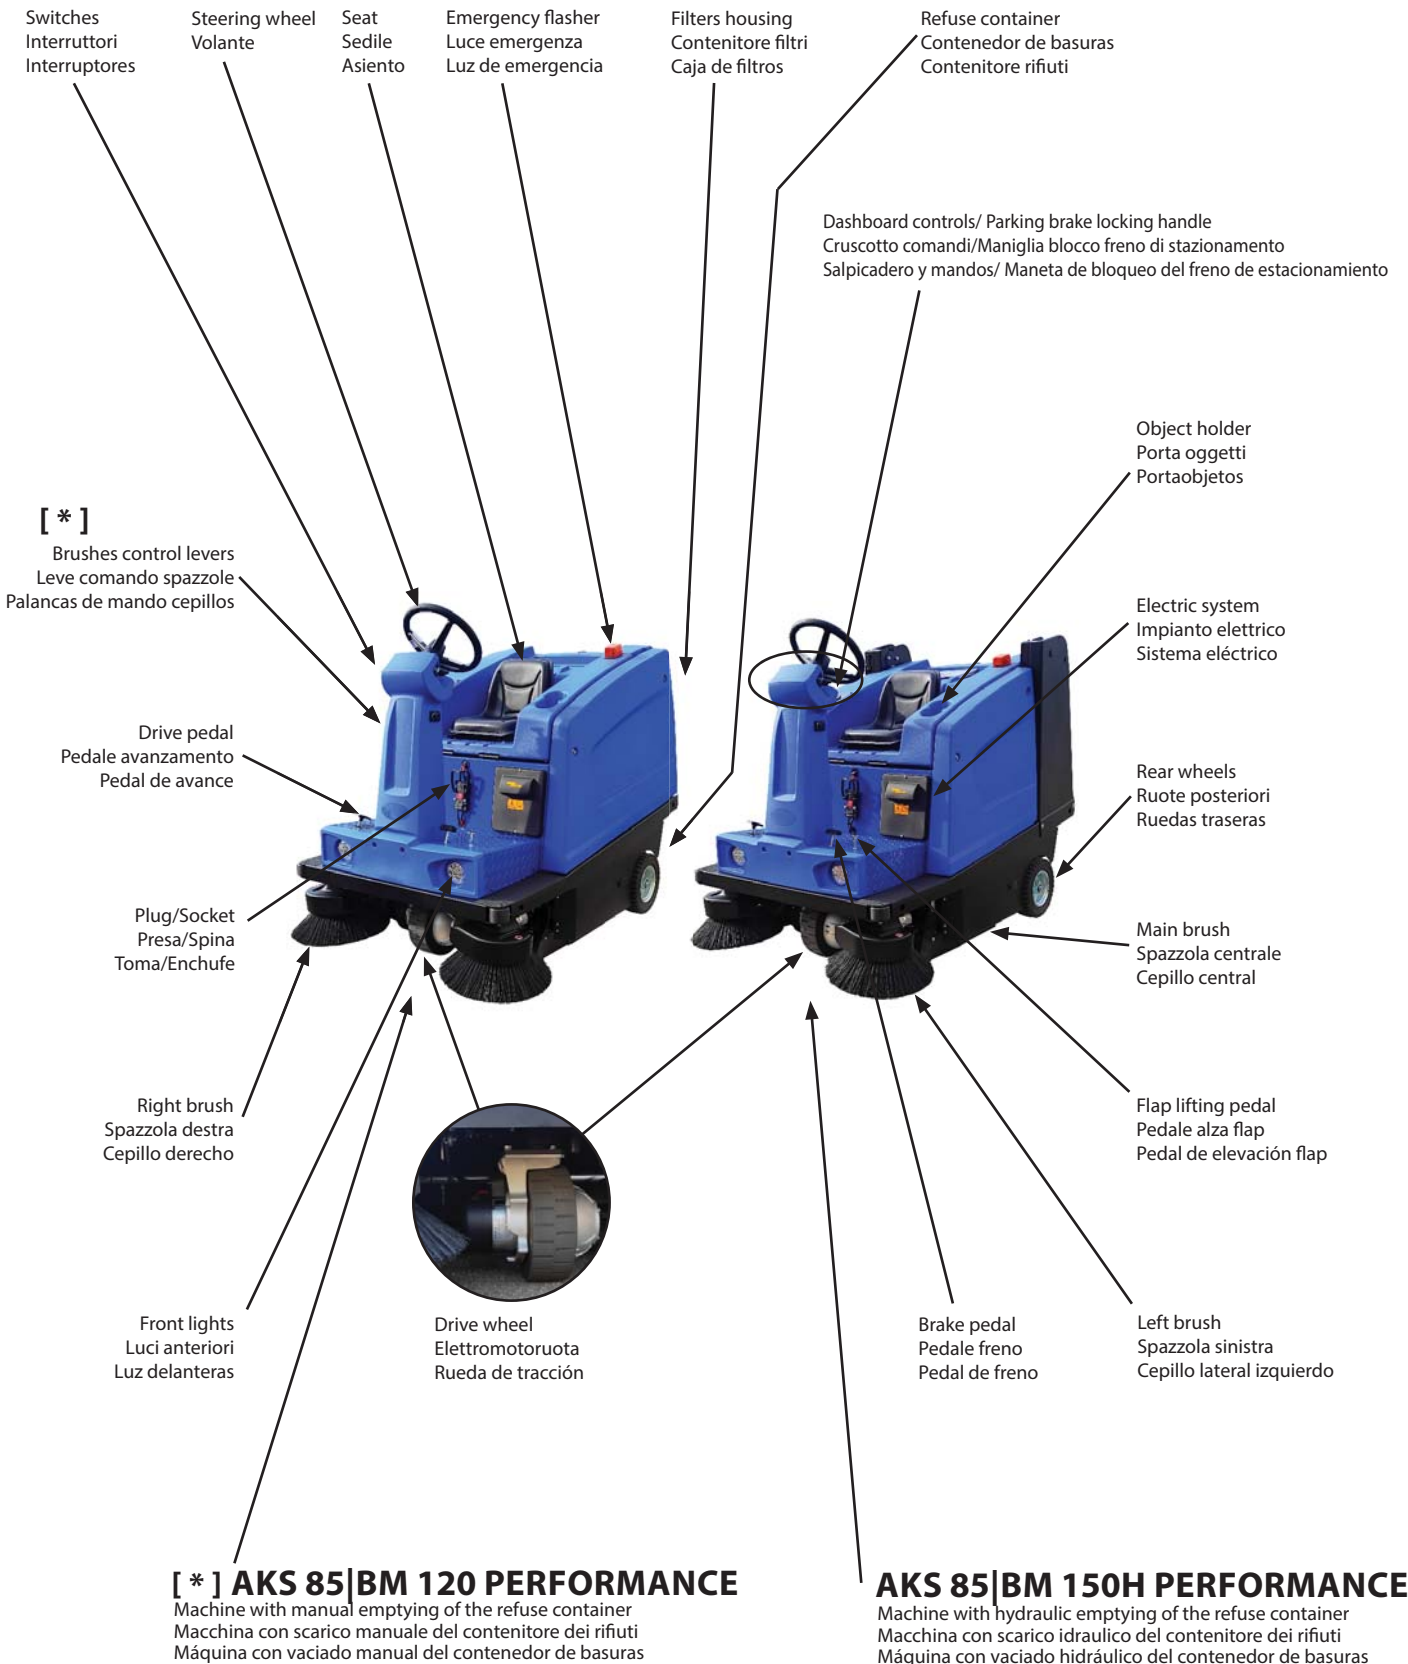 Switches
Interruttori
Interruptores
Steering wheel
Volante
Seat
Sedile
Asiento
Emergency flasher
Luce emergenza
Luz de emergencia
Filters housing
Contenitore filtri
Caja de filtros
Refuse container
Contenedor de basuras
Contenitore rifiuti
Dashboard controls/ Parking brake locking handle
Cruscotto comandi/Maniglia blocco freno di stazionamento
Salpicadero y mandos/ Maneta de bloqueo del freno de estacionamiento
Object holder
Porta oggetti
Portaobjetos
[ * ]
Brushes control levers
Leve comando spazzole
Palancas de mando cepillos
Electric system
Impianto elettrico
Sistema eléctrico
Drive pedal
Pedale avanzamento
Pedal de avance
Rear wheels
Ruote posteriori
Ruedas traseras
Plug/Socket
Presa/Spina
Toma/Enchufe
Main brush
Spazzola centrale
Cepillo central
Right brush
Spazzola destra
Cepillo derecho
Flap lifting pedal
Pedale alza flap
Pedal de elevación flap
Front lights
Luci anteriori
Luz delanteras
Drive wheel
Elettromotoruota
Rueda de tracción
Brake pedal
Pedale freno
Pedal de freno
Left brush
Spazzola sinistra
Cepillo lateral izquierdo
[ * ] AKS 85|BM 120 PERFORMANCE
Machine with manual emptying of the refuse container
Macchina con scarico manuale del contenitore dei rifiuti
Máquina con vaciado manual del contenedor de basuras
AKS 85|BM 150H PERFORMANCE
Machine with hydraulic emptying of the refuse container
Macchina con scarico idraulico del contenitore dei rifiuti
Máquina con vaciado hidráulico del contenedor de basuras